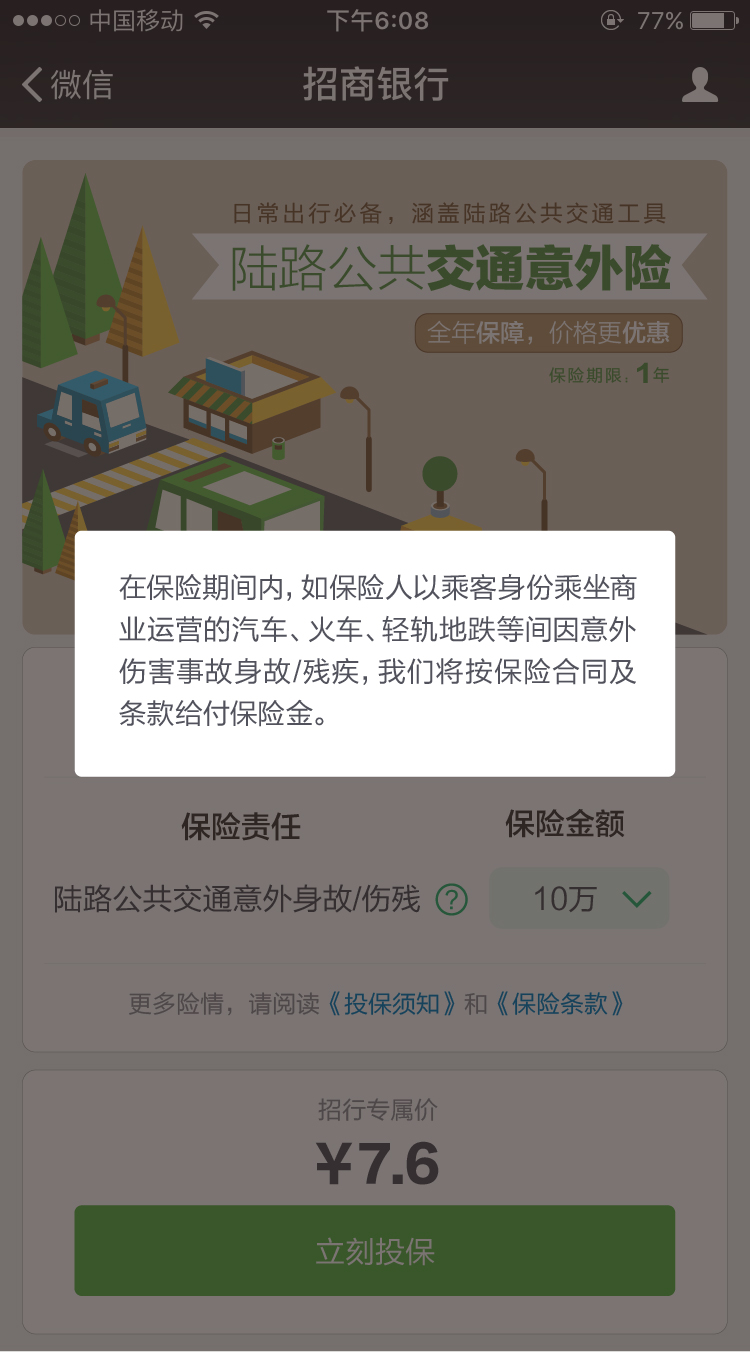 中国移动
下午6:08
77%
微信
招商银行
日常出行必备，涵盖陆路公共交通工具
陆路公共交通意外险
全年保障，价格更优惠
保险期限：1年
在保险期间内，如保险人以乘客身份乘坐商
业运营的汽车、火车、轻轨地跌等间因意外
伤害事故身故/残疾，我们将按保险合同及
条款给付保险金。
保险责任
保险金额
陆路公共交通意外身故/伤残
?
10万
更多险情，请阅读《投保须知》和《保险条款》
招行专属价
¥7.6
立刻投保